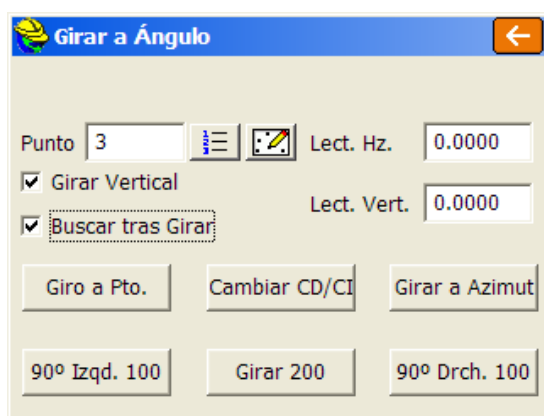 Girar a Ángulo
Punto 3 Lect. Hz. 0.0000
Girar Vertical
Lect. Vert. 0.0000
Buscar tras Girar
Giro a Pto. Cambiar CD/CI Girar a Azimut
90º Izqd. 100 Girar 200 90º Drch. 100